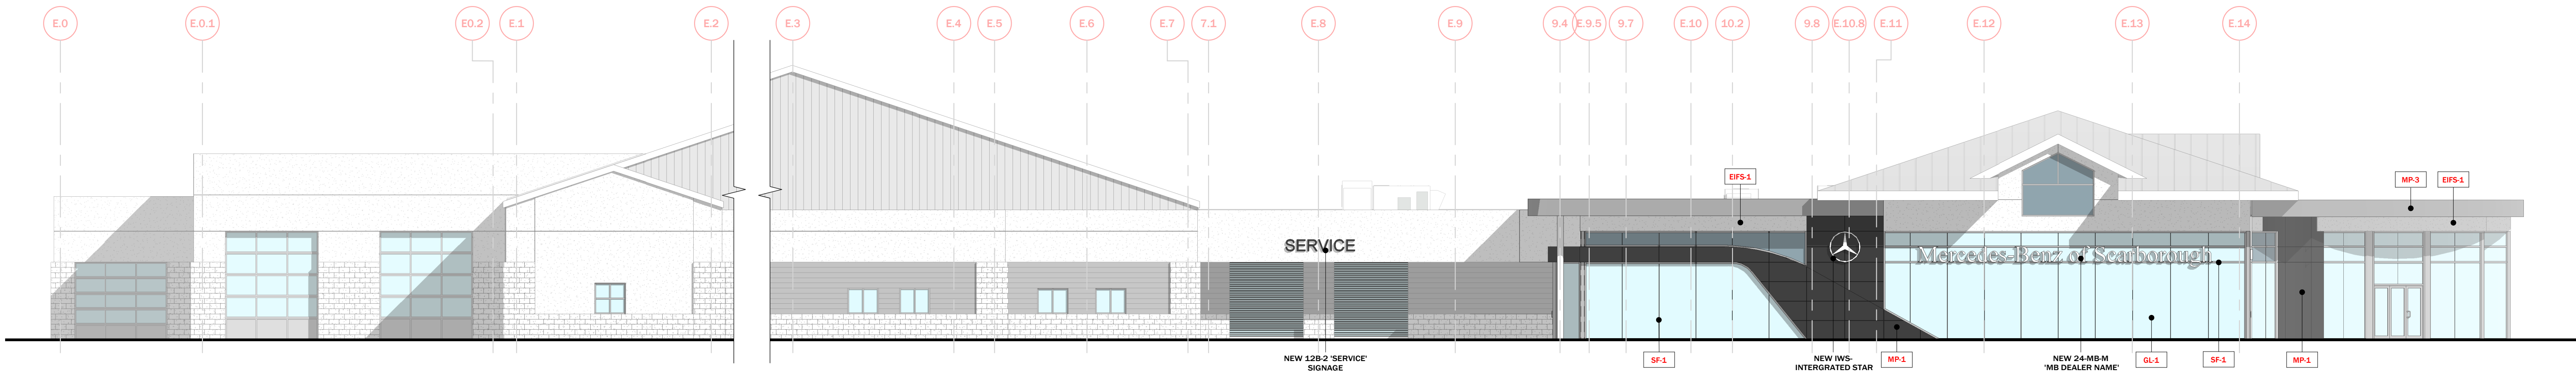 E.0 E.0.1 E0.2 E.1 E.2 E.3 E.4 E.5 E.6 E.7 7.1 E.8 E.9 9.4 E.9.5 9.7 E.10 10.2 9.8 E.10.8 E.11 E.12 E.13 E.14
EIFS-1
MP-3
EIFS-1
SERVICE
Mercedes-Benz of Scarborough
NEW 12B-2 'SERVICE'
SIGNAGE
SF-1
NEW IWS-
INTERGRATED STAR
MP-1
NEW 24-MB-M
'MB DEALER NAME'
GL-1
SF-1
MP-1